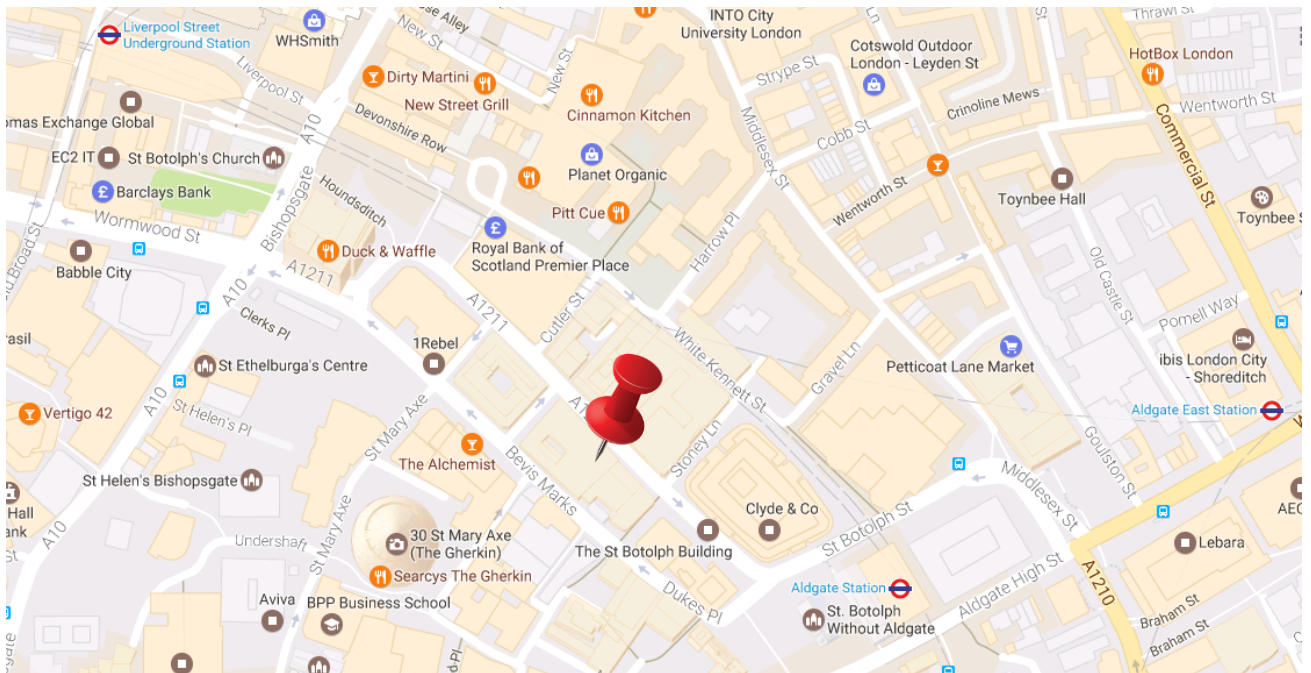 Liverpool Street
Underground Station
WHSmith
New St
INTO City
University London
Cotswold Outdoor
London - Leyden St
Thrawl St
HotBox London
Liverpool St
A10
Dirty Martini
New Street Grill
New St
Cinnamon Kitchen
Strype St
Crinoline Mews
Wentworth St
Commercial St
omas Exchange Global
Devonshire Row
Middlesex St
Cobb St
EC2 IT
St Botolph's Church
Planet Organic
Wentworth St
Toynbee Hall
Barclays Bank
Houndsditch
Pitt Cue
Toynbee S
Wormwood St
Bishopsgate
Duck & Waffle
Royal Bank of
Scotland Premier Place
Harrow Pl
Old Castle St
Babble City
A1211
A10
A1211
Cutler St
Pomell Way
Clerks Pl
1Rebel
White Kennett St
Gravel Ln
Petticoat Lane Market
ibis London City
- Shoreditch
St Ethelburga's Centre
A10
St Helen's Pl
St Mary Axe
Vertigo 42
Aldgate East Station
Stoney Ln
Goulston St
The Alchemist
Bevis Marks
St Helen's Bishopsgate
Middlesex St
Hall
ank
St Mary Axe
30 St Mary Axe
(The Gherkin)
Clyde & Co
The St Botolph Building
St Botolph St
AEC
Lebara
Undershaft
Searcys The Gherkin
Dukes Pl
Aldgate Station
Aldgate High St
A1210
Aviva
BPP Business School
St. Botolph
Without Aldgate
Braham St
Braham St